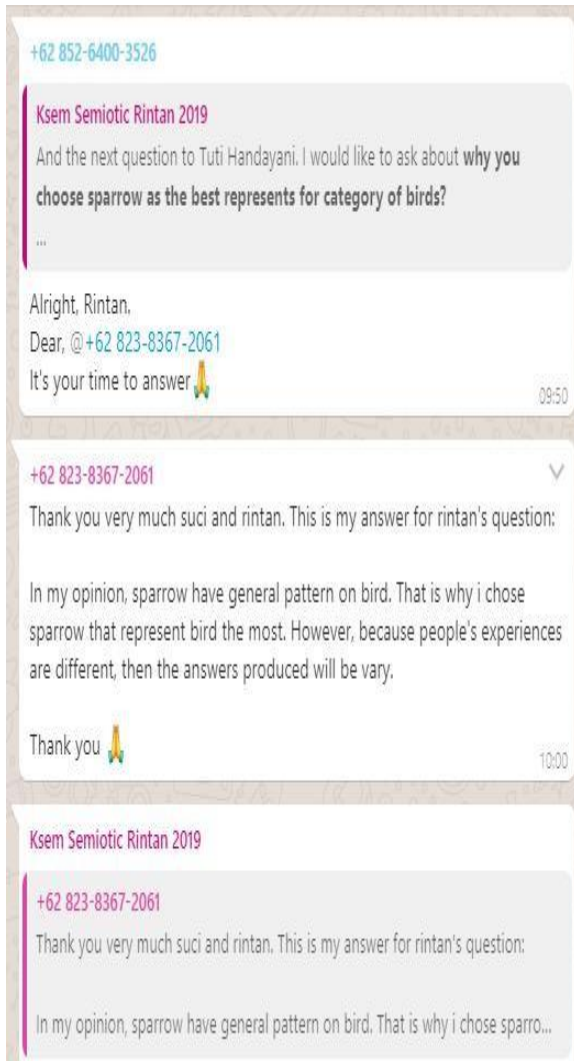 +62 852-6400-3526
Ksem Semiotic Rintan 2019
And the next question to Tuti Handayani. I would like to ask about why you
choose sparrow as the best represents for category of birds?
...
Alright, Rintan.
Dear, @+62 823-8367-2061
It's your time to answer🙏
09:50
+62 823-8367-2061
Thank you very much suci and rintan. This is my answer for rintan's question:
In my opinion, sparrow have general pattern on bird. That is why i chose
sparrow that represent bird the most. However, because people's experiences
are different, then the answers produced will be vary.
Thank you 🙏
10:00
Ksem Semiotic Rintan 2019
+62 823-8367-2061
Thank you very much suci and rintan. This is my answer for rintan's question:
In my opinion, sparrow have general pattern on bird. That is why i chose sparro...